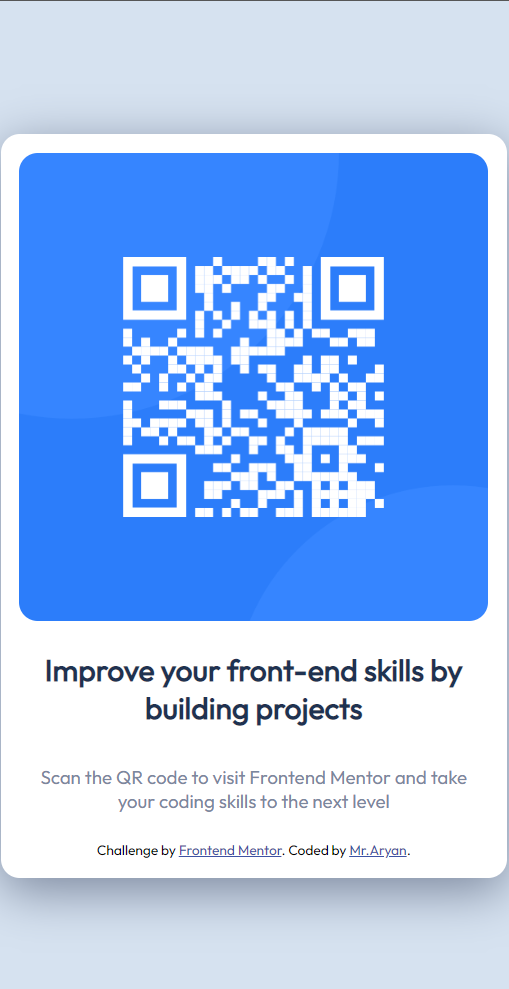 Improve your front-end skills by
building projects
Scan the QR code to visit Frontend Mentor and take
your coding skills to the next level
Challenge by Frontend Mentor. Coded by Mr.Aryan.